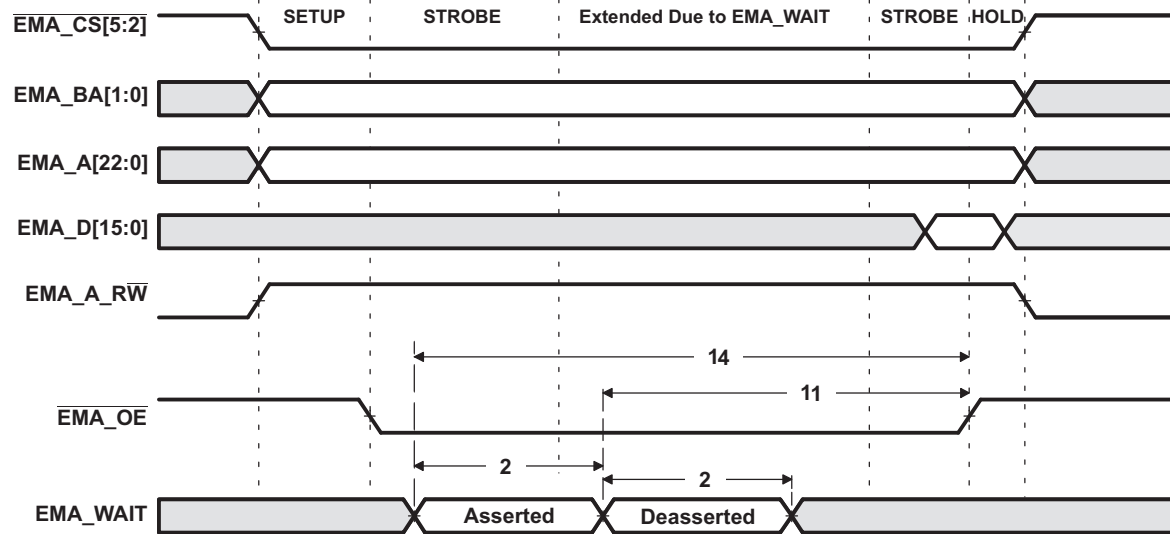 SETUP STROBE Extended Due to EMA_WAIT STROBE HOLD
EMA_CS[5:2]
EMA_BA[1:0]
EMA_A[22:0]
EMA_D[15:0]
EMA_A_RW
14
11
EMA_OE
2
2
EMA_WAIT Asserted Deasserted